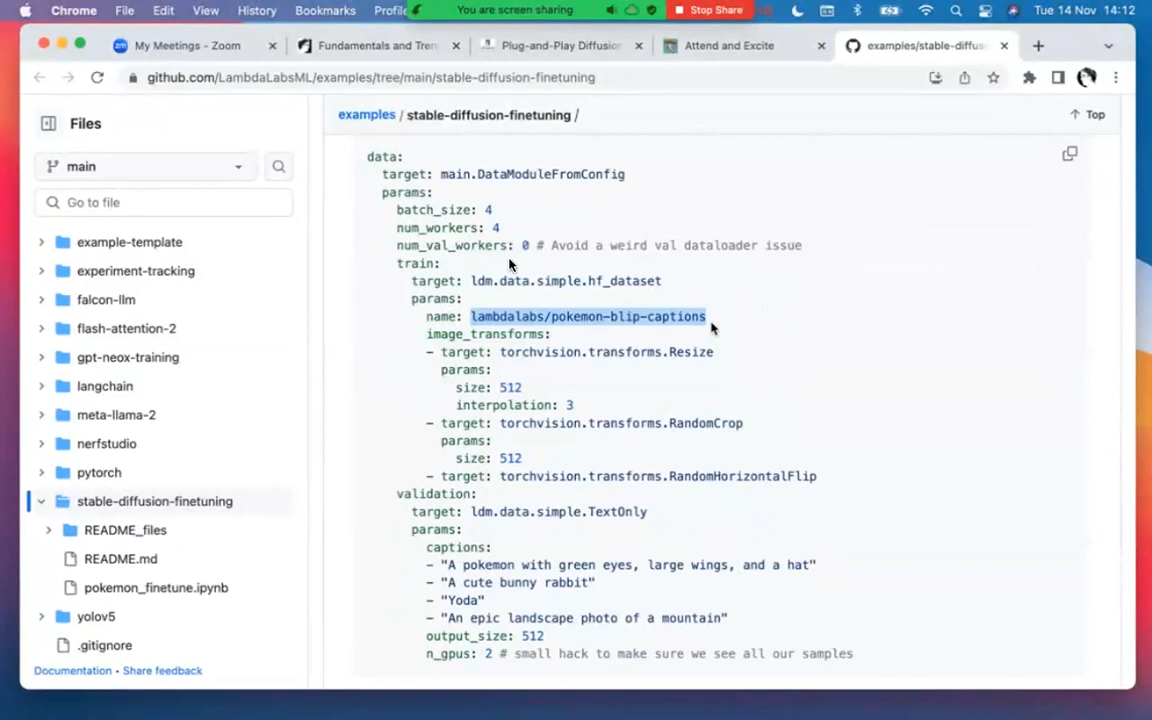 Chrome File Edit View History Bookmarks Profil
You are screen sharing
Stop Share
Tue 14 Nov 14:12
My Meetings - Zoom
Fundamentals and Tren
Plug-and-Play Diffusion
Attend and Excite
examples/stable-diffus
github.com/LambdaLabsML/examples/tree/main/stable-diffusion-finetuning
Files
main
Go to file
example-template
experiment-tracking
falcon-llm
flash-attention-2
gpt-neox-training
langchain
meta-llama-2
nerfstudio
pytorch
stable-diffusion-finetuning
README_files
README.md
pokemon_finetune.ipynb
yolov5
.gitignore
Documentation • Share feedback
examples / stable-diffusion-finetuning /
Top
data:
target: main.DataModuleFromConfig
params:
batch_size: 4
num_workers: 4
num_val_workers: 0 # Avoid a weird val dataloader issue
train:
target: ldm.data.simple.hf_dataset
params:
name: lambdalabs/pokemon-blip-captions
image_transforms:
- target: torchvision.transforms.Resize
params:
size: 512
interpolation: 3
- target: torchvision.transforms.RandomCrop
params:
size: 512
- target: torchvision.transforms.RandomHorizontalFlip
validation:
target: ldm.data.simple.TextOnly
params:
captions:
- "A pokemon with green eyes, large wings, and a hat"
- "A cute bunny rabbit"
- "Yoda"
- "An epic landscape photo of a mountain"
output_size: 512
n_gpus: 2 # small hack to make sure we see all our samples